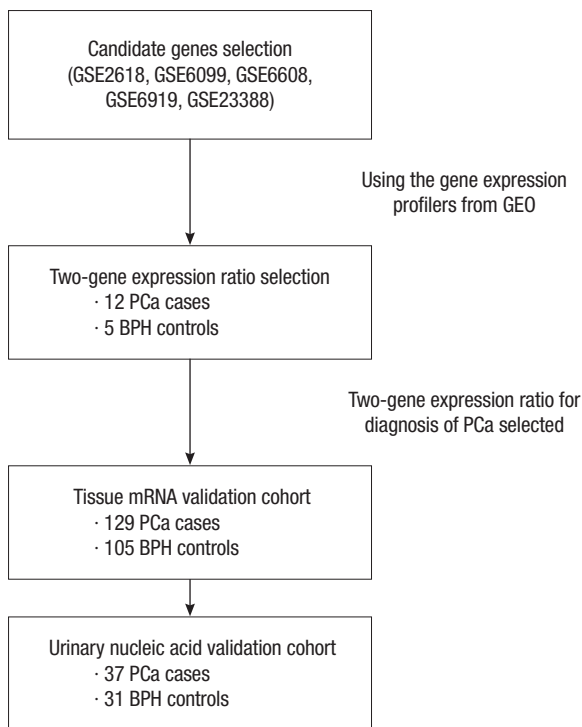 Candidate genes selection
(GSE2618, GSE6099, GSE6608,
GSE6919, GSE23388)
Using the gene expression
profilers from GEO
Two-gene expression ratio selection
· 12 PCa cases
· 5 BPH controls
Two-gene expression ratio for
diagnosis of PCa selected
Tissue mRNA validation cohort
· 129 PCa cases
· 105 BPH controls
Urinary nucleic acid validation cohort
· 37 PCa cases
· 31 BPH controls